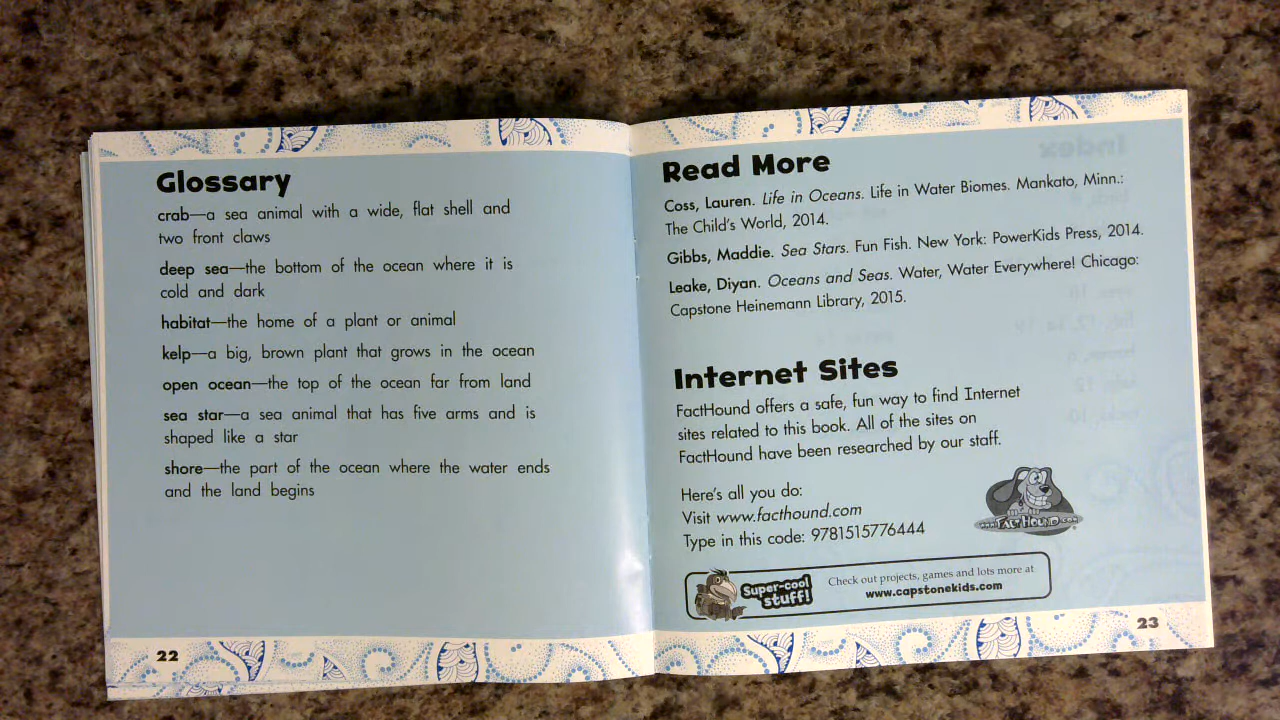 Glossary
crab—a sea animal with a wide, flat shell and
two front claws
deep sea—the bottom of the ocean where it is
cold and dark
habitat—the home of a plant or animal
kelp—a big, brown plant that grows in the ocean
open ocean—the top of the ocean far from land
sea star—a sea animal that has five arms and is
shaped like a star
shore—the part of the ocean where the water ends
and the land begins
22
Read More
Coss, Lauren. Life in Oceans. Life in Water Biomes. Mankato, Minn.:
The Child's World, 2014.
Gibbs, Maddie. Sea Stars. Fun Fish. New York: PowerKids Press, 2014.
Leake, Diyan. Oceans and Seas. Water, Water Everywhere! Chicago:
Capstone Heinemann Library, 2015.
Internet Sites
FactHound offers a safe, fun way to find Internet
sites related to this book. All of the sites on
FactHound have been researched by our staff.
Here's all you do:
Visit www.facthound.com
Type in this code: 9781515776444
www.FACTHOUND.com
Super-cool
stuff!
Check out projects, games and lots more at
www.capstonekids.com
23
Index